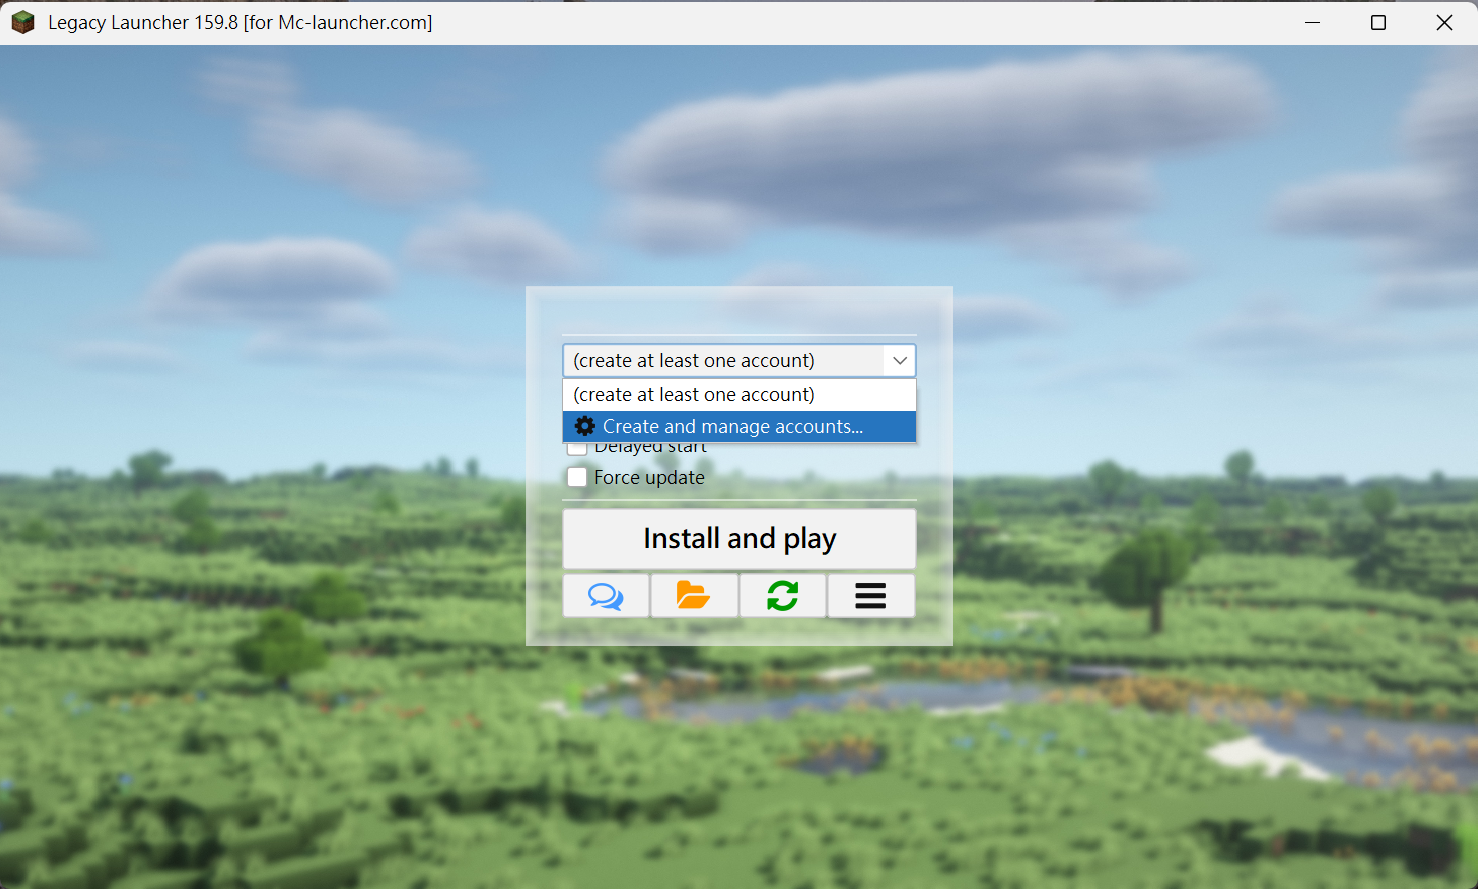 Legacy Launcher 159.8 [for Mc-launcher.com]
(create at least one account)
(create at least one account)
Create and manage accounts...
Delayed start
Force update
Install and play